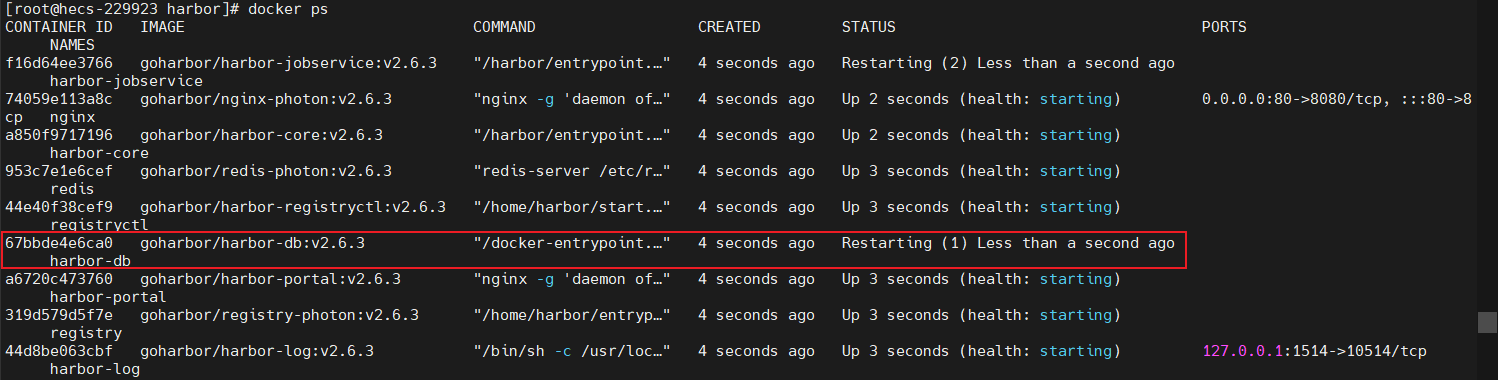 [root@hecs-229923 harbor]# docker ps
CONTAINER ID   IMAGE                                COMMAND                  CREATED         STATUS                                  PORTS
     NAMES
f16d64ee3766   goharbor/harbor-jobservice:v2.6.3    "/harbor/entrypoint.…"   4 seconds ago   Restarting (2) Less than a second ago
     harbor-jobservice
74059e113a8c   goharbor/nginx-photon:v2.6.3         "nginx -g 'daemon of…"   4 seconds ago   Up 2 seconds (health: starting)         0.0.0.0:80->8080/tcp, :::80->8
cp   nginx
a850f9717196   goharbor/harbor-core:v2.6.3          "/harbor/entrypoint.…"   4 seconds ago   Up 2 seconds (health: starting)
     harbor-core
953c7e1e6cef   goharbor/redis-photon:v2.6.3         "redis-server /etc/r…"   4 seconds ago   Up 3 seconds (health: starting)
     redis
44e40f38cef9   goharbor/harbor-registryctl:v2.6.3   "/home/harbor/start.…"   4 seconds ago   Up 3 seconds (health: starting)
     registryctl
67bbde4e6ca0   goharbor/harbor-db:v2.6.3            "/docker-entrypoint.…"   4 seconds ago   Restarting (1) Less than a second ago
     harbor-db
a6720c473760   goharbor/harbor-portal:v2.6.3        "nginx -g 'daemon of…"   4 seconds ago   Up 3 seconds (health: starting)
     harbor-portal
319d579d5f7e   goharbor/registry-photon:v2.6.3      "/home/harbor/entryp…"   4 seconds ago   Up 3 seconds (health: starting)
     registry
44d8be063cbf   goharbor/harbor-log:v2.6.3           "/bin/sh -c /usr/loc…"   4 seconds ago   Up 3 seconds (health: starting)         127.0.0.1:1514->10514/tcp
     harbor-log